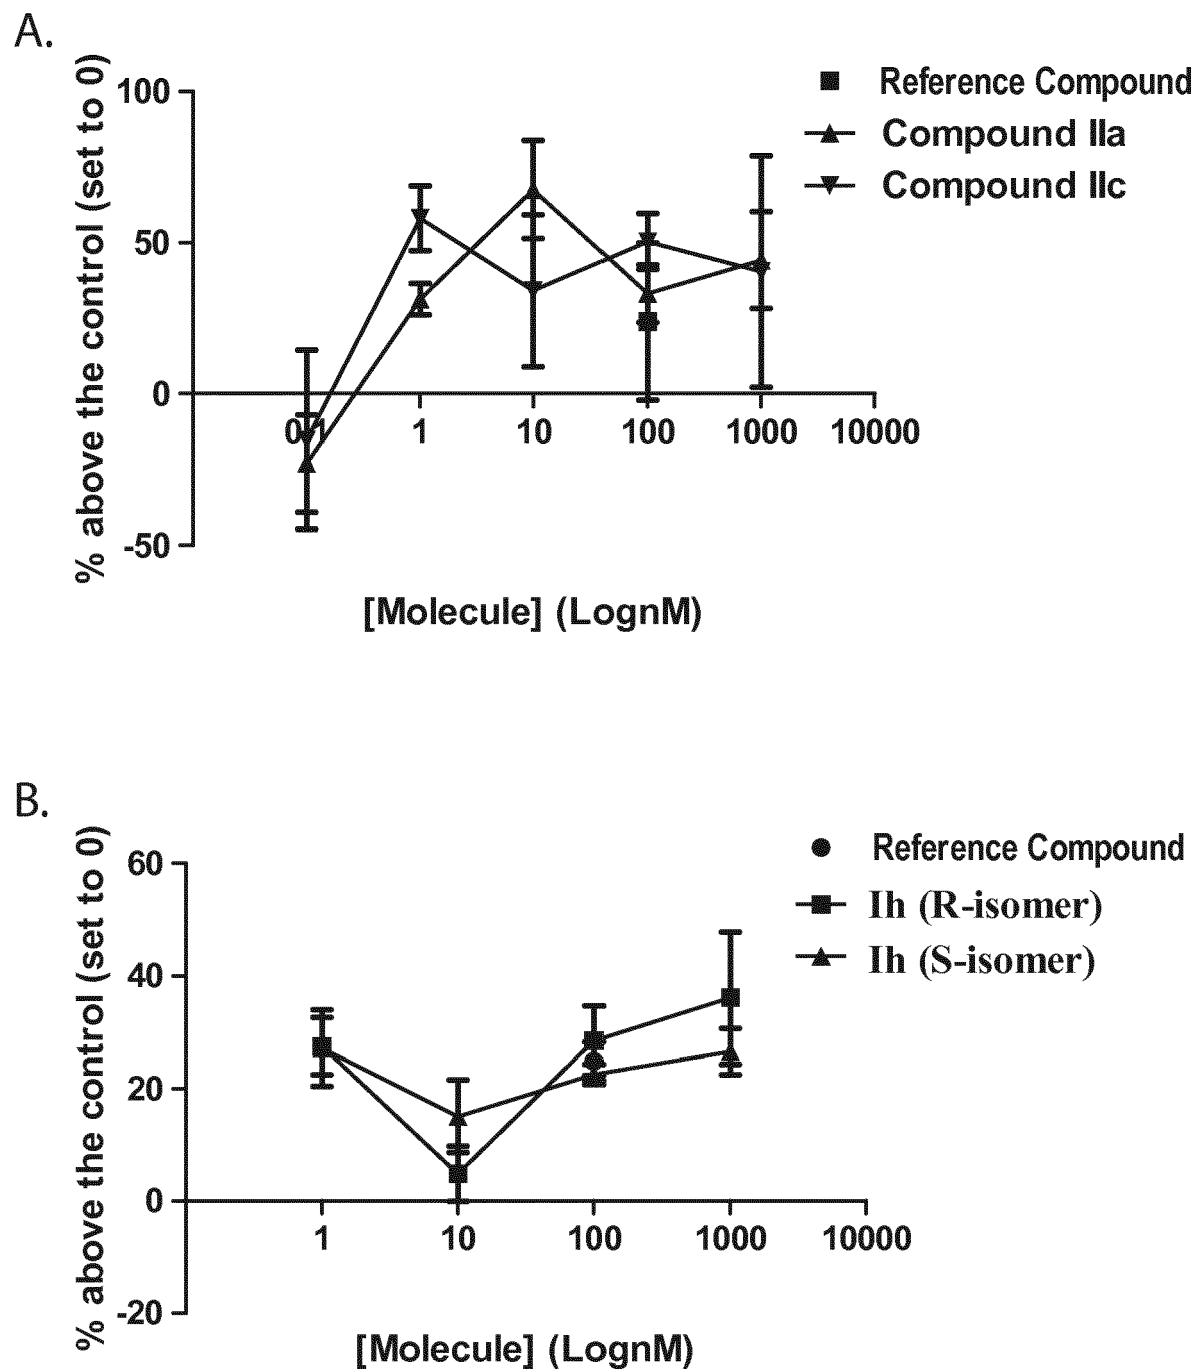 A.
% above the control (set to 0)
100
50
0
-50
0.1
1
10
100
1000
10000
[Molecule] (LognM)
Reference Compound
Compound IIa
Compound IIc
B.
% above the control (set to 0)
60
40
20
0
-20
1
10
100
1000
10000
[Molecule] (LognM)
Reference Compound
Ih (R-isomer)
Ih (S-isomer)